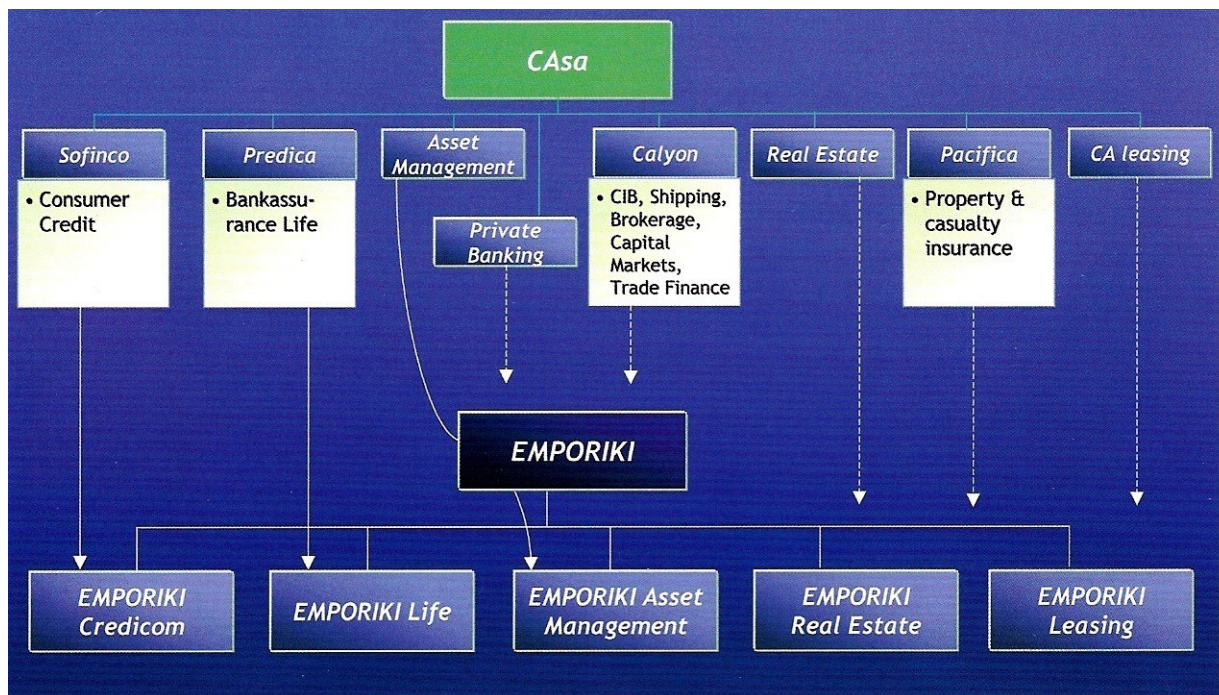 CAsa
Sofinco
• Consumer
Credit
Predica
• Bankassu-
rance Life
Asset
Management
Private
Banking
Calyon
• CIB, Shipping,
Brokerage,
Capital
Markets,
Trade Finance
Real Estate
Pacifica
• Property &
casualty
insurance
CA leasing
EMPORIKI
EMPORIKI
Credicom
EMPORIKI Life
EMPORIKI Asset
Management
EMPORIKI
Real Estate
EMPORIKI
Leasing